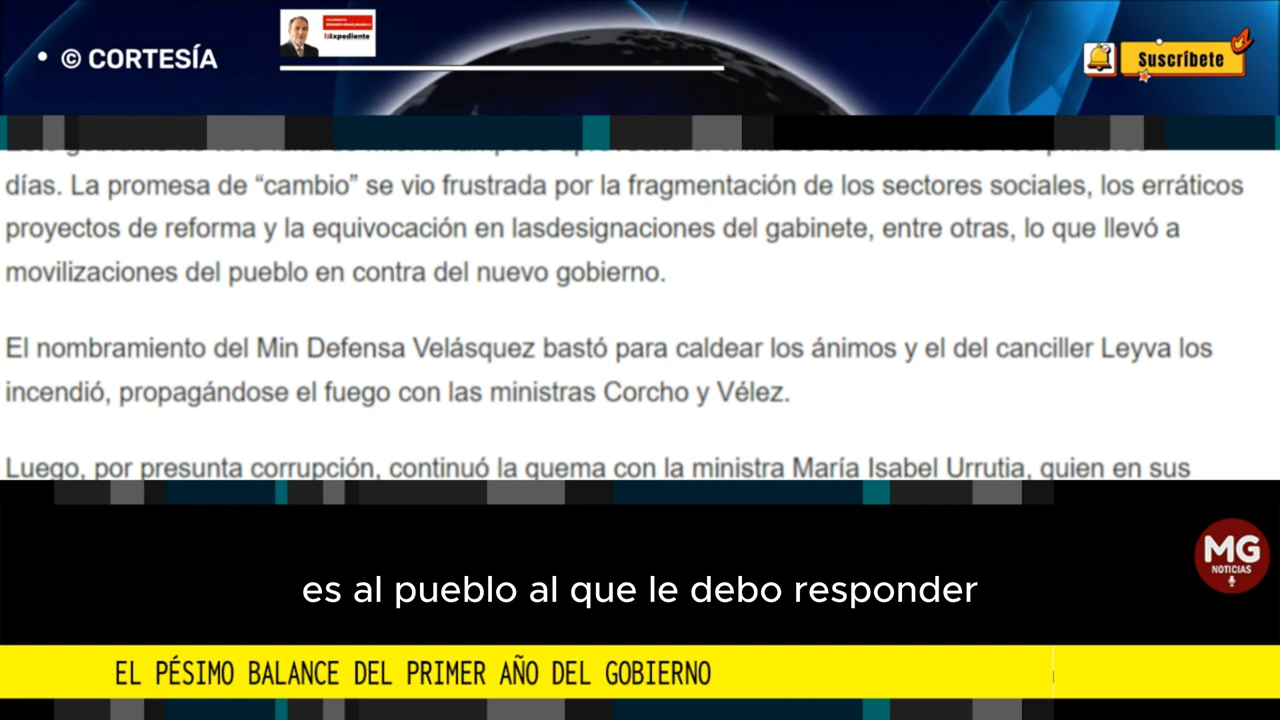 • © CORTESÍA
Expediente
Suscríbete
días. La promesa de “cambio” se vio frustrada por la fragmentación de los sectores sociales, los erráticos
proyectos de reforma y la equivocación en lasdesignaciones del gabinete, entre otras, lo que llevó a
movilizaciones del pueblo en contra del nuevo gobierno.
El nombramiento del Min Defensa Velásquez bastó para caldear los ánimos y el del canciller Leyva los
incendió, propagándose el fuego con las ministras Corcho y Vélez.
Luego, por presunta corrupción, continuó la quema con la ministra María Isabel Urrutia, quien en sus
MG
NOTICIAS
es al pueblo al que le debo responder
EL PÉSIMO BALANCE DEL PRIMER AÑO DEL GOBIERNO